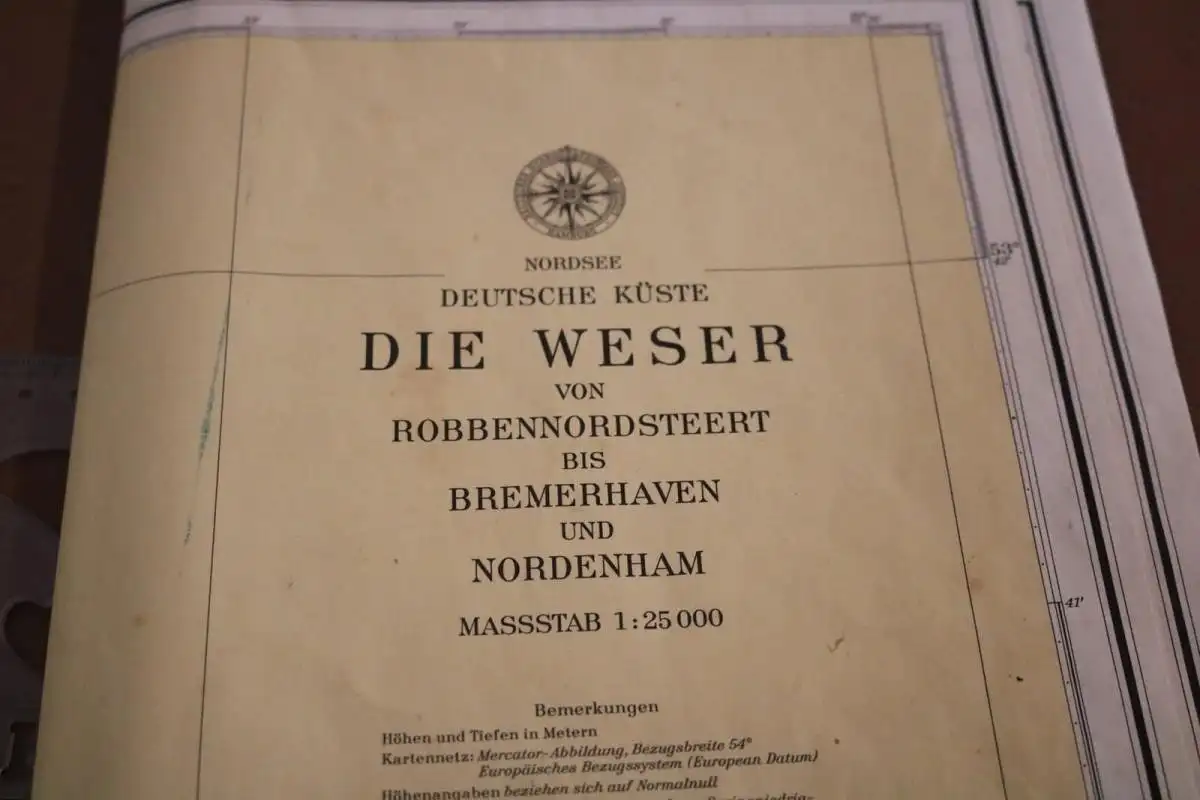 NORDSEE
DEUTSCHE KÜSTE
DIE WESER
VON
ROBBENNORDSTEERT
BIS
BREMERHAVEN
UND
NORDENHAM
MASSSTAB 1:25 000
Bemerkungen
Höhen und Tiefen in Metern
Kartennetz: Mercator-Abbildung, Bezugsbreite 54°
Europäisches Bezugssystem (European Datum)
Höhenangaben beziehen sich auf Normalnull
53°
41'
HAMBURG